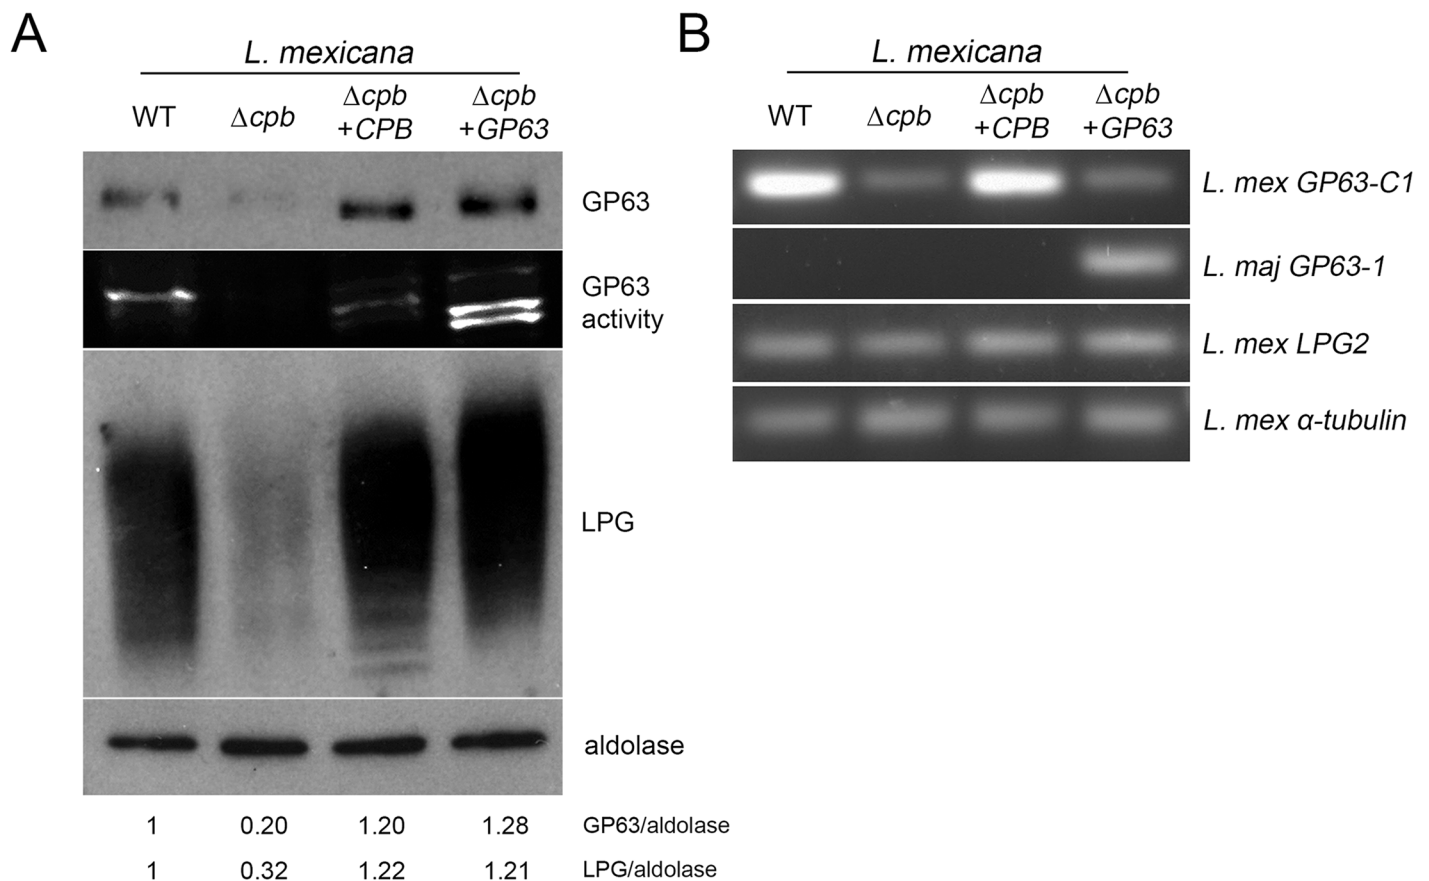 A
L. mexicana
WT
Δcpb
Δcpb
+CPB
Δcpb
+GP63
GP63
GP63
activity
LPG
aldolase
1 0.20 1.20 1.28 GP63/aldolase
1 0.32 1.22 1.21 LPG/aldolase
B
L. mexicana
WT
Δcpb
Δcpb
+CPB
Δcpb
+GP63
L. mex GP63-C1
L. maj GP63-1
L. mex LPG2
L. mex α-tubulin